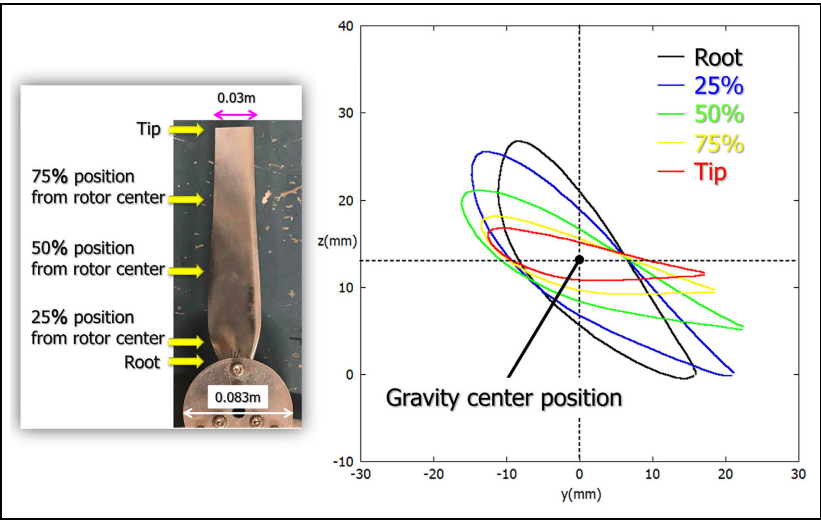 0.03m
Tip
75% position
from rotor center
50% position
from rotor center
25% position
from rotor center
Root
0.083m
40
30
20
10
0
-10
z(mm)
-30
-20
-10
0
10
20
30
y(mm)
Root
25%
50%
75%
Tip
Gravity center position